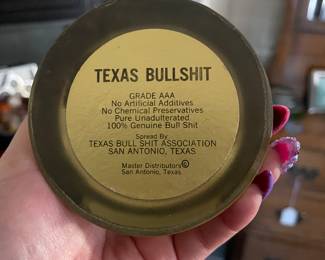 TEXAS BULLSHIT
GRADE AAA
No Artificial Additives
No Chemical Preservatives
Pure Unadulterated
100% Genuine Bull Shit
Spread By
TEXAS BULL SHIT ASSOCIATION
SAN ANTONIO, TEXAS
Master Distributors©
San Antonio, Texas